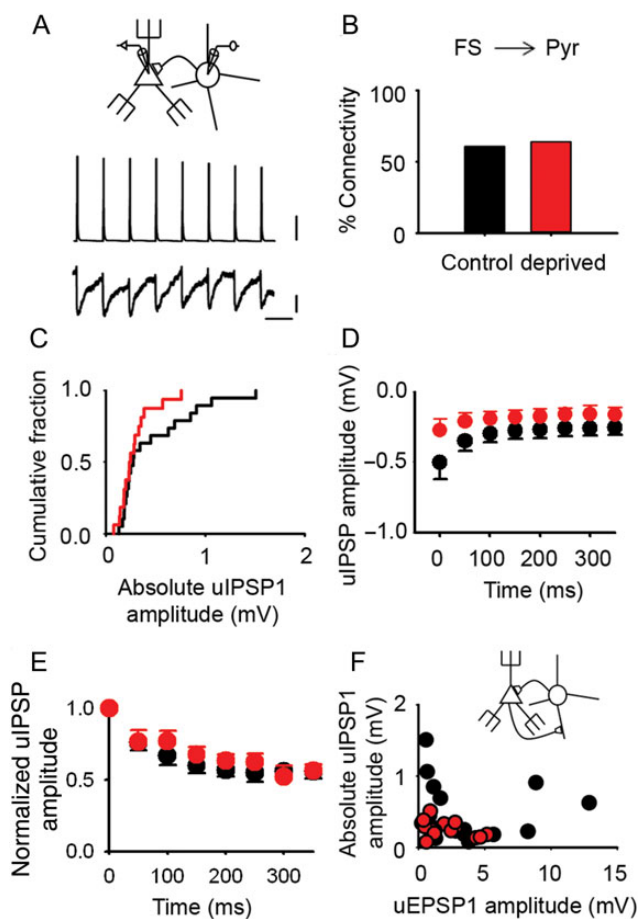 A
B
FS → Pyr
100
50
0
% Connectivity
Control deprived
C
1.0
0.5
0.0
Cumulative fraction
0 1 2
Absolute uIPSP1
amplitude (mV)
D
0.0
−0.5
−1.0
uIPSP amplitude (mV)
0 100 200 300
Time (ms)
E
1.0
0.5
0.0
Normalized uIPSP
amplitude
0 100 200 300
Time (ms)
F
2
1
0
Absolute uIPSP1
amplitude (mV)
0 5 10 15
uEPSP1 amplitude (mV)